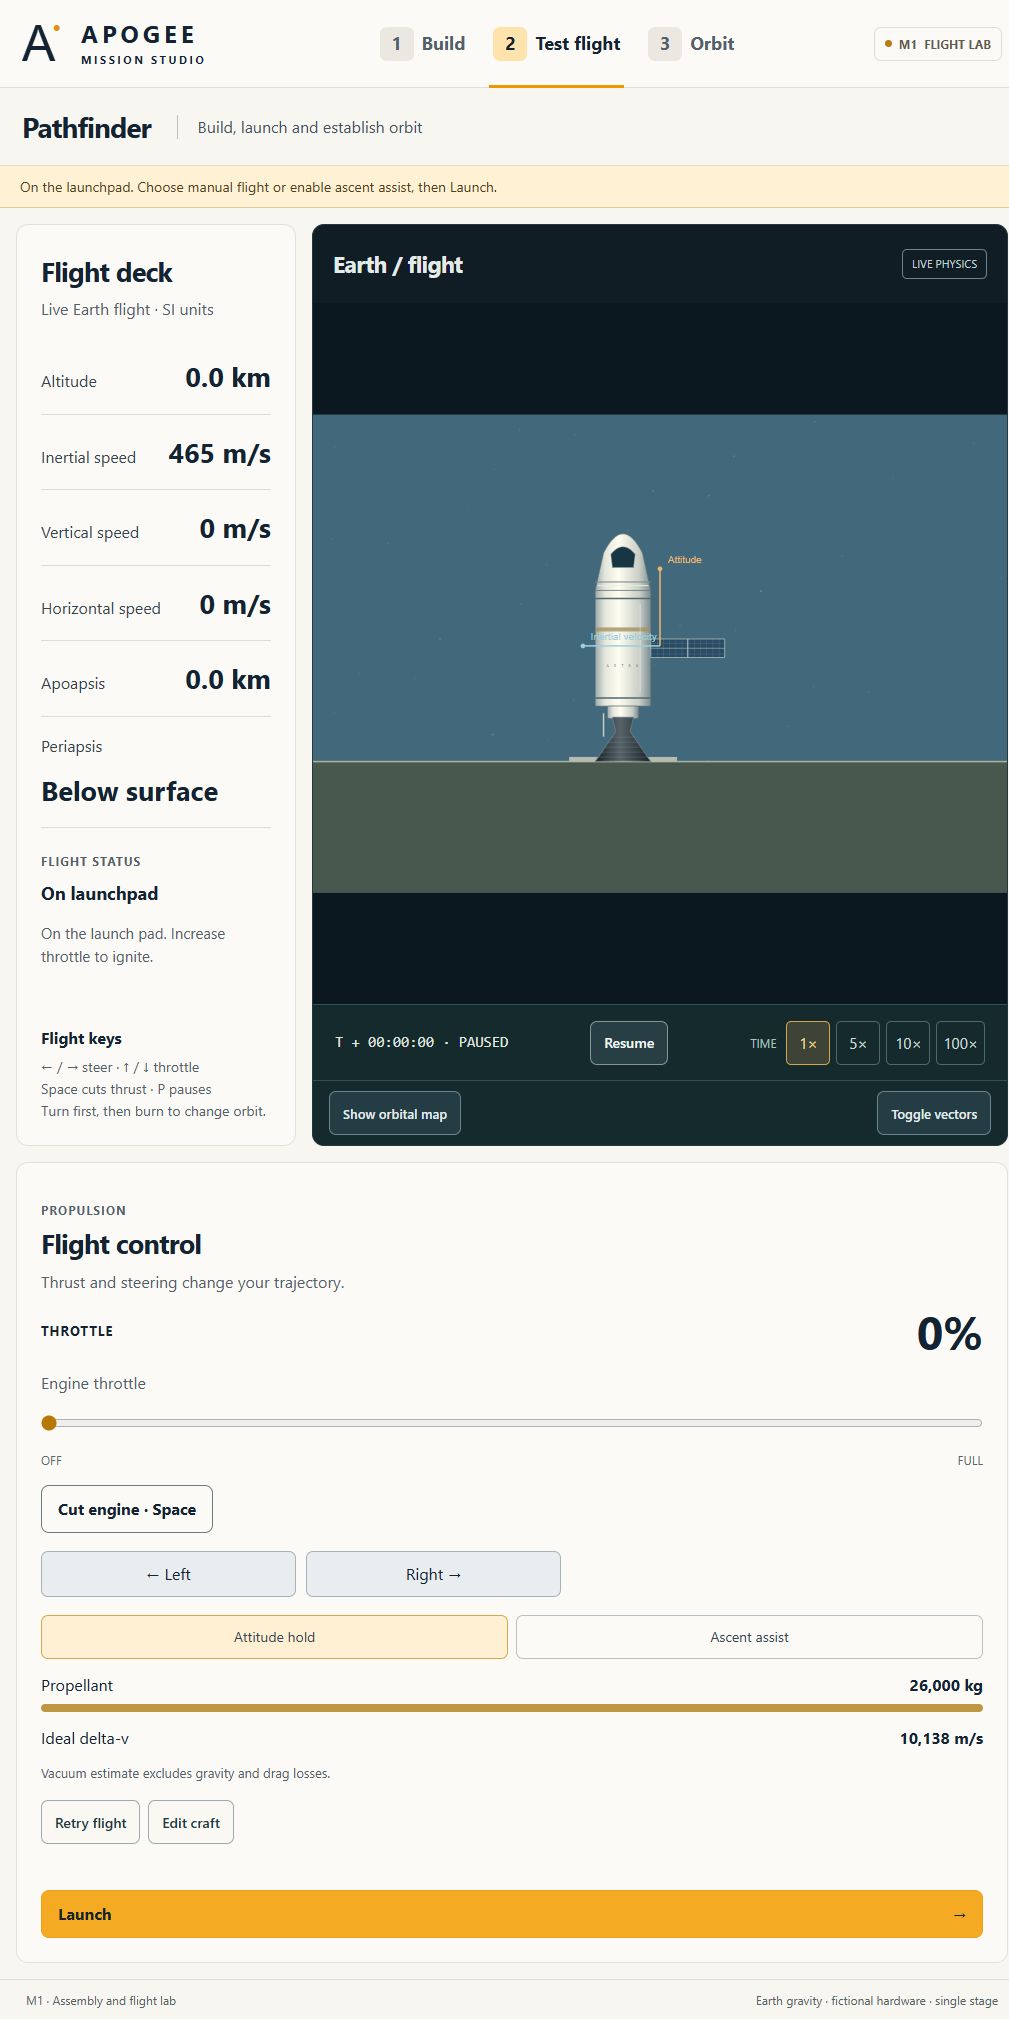 APOGEE
MISSION STUDIO
1 Build
2 Test flight
3 Orbit
M1 FLIGHT LAB
Pathfinder
Build, launch and establish orbit
On the launchpad. Choose manual flight or enable ascent assist, then Launch.
Flight deck
Live Earth flight · SI units
Altitude 0.0 km
Inertial speed 465 m/s
Vertical speed 0 m/s
Horizontal speed 0 m/s
Apoapsis 0.0 km
Periapsis
Below surface
FLIGHT STATUS
On launchpad
On the launch pad. Increase
throttle to ignite.
Flight keys
← / → steer · ↑ / ↓ throttle
Space cuts thrust · P pauses
Turn first, then burn to change orbit.
Earth / flight
LIVE PHYSICS
Attitude
Inertial velocity
ASTRA
T + 00:00:00 · PAUSED
Resume
TIME 1× 5× 10× 100×
Show orbital map
Toggle vectors
PROPULSION
Flight control
Thrust and steering change your trajectory.
THROTTLE 0%
Engine throttle
OFF FULL
Cut engine · Space
← Left
Right →
Attitude hold
Ascent assist
Propellant 26,000 kg
Ideal delta-v 10,138 m/s
Vacuum estimate excludes gravity and drag losses.
Retry flight
Edit craft
Launch →
M1 · Assembly and flight lab
Earth gravity · fictional hardware · single stage